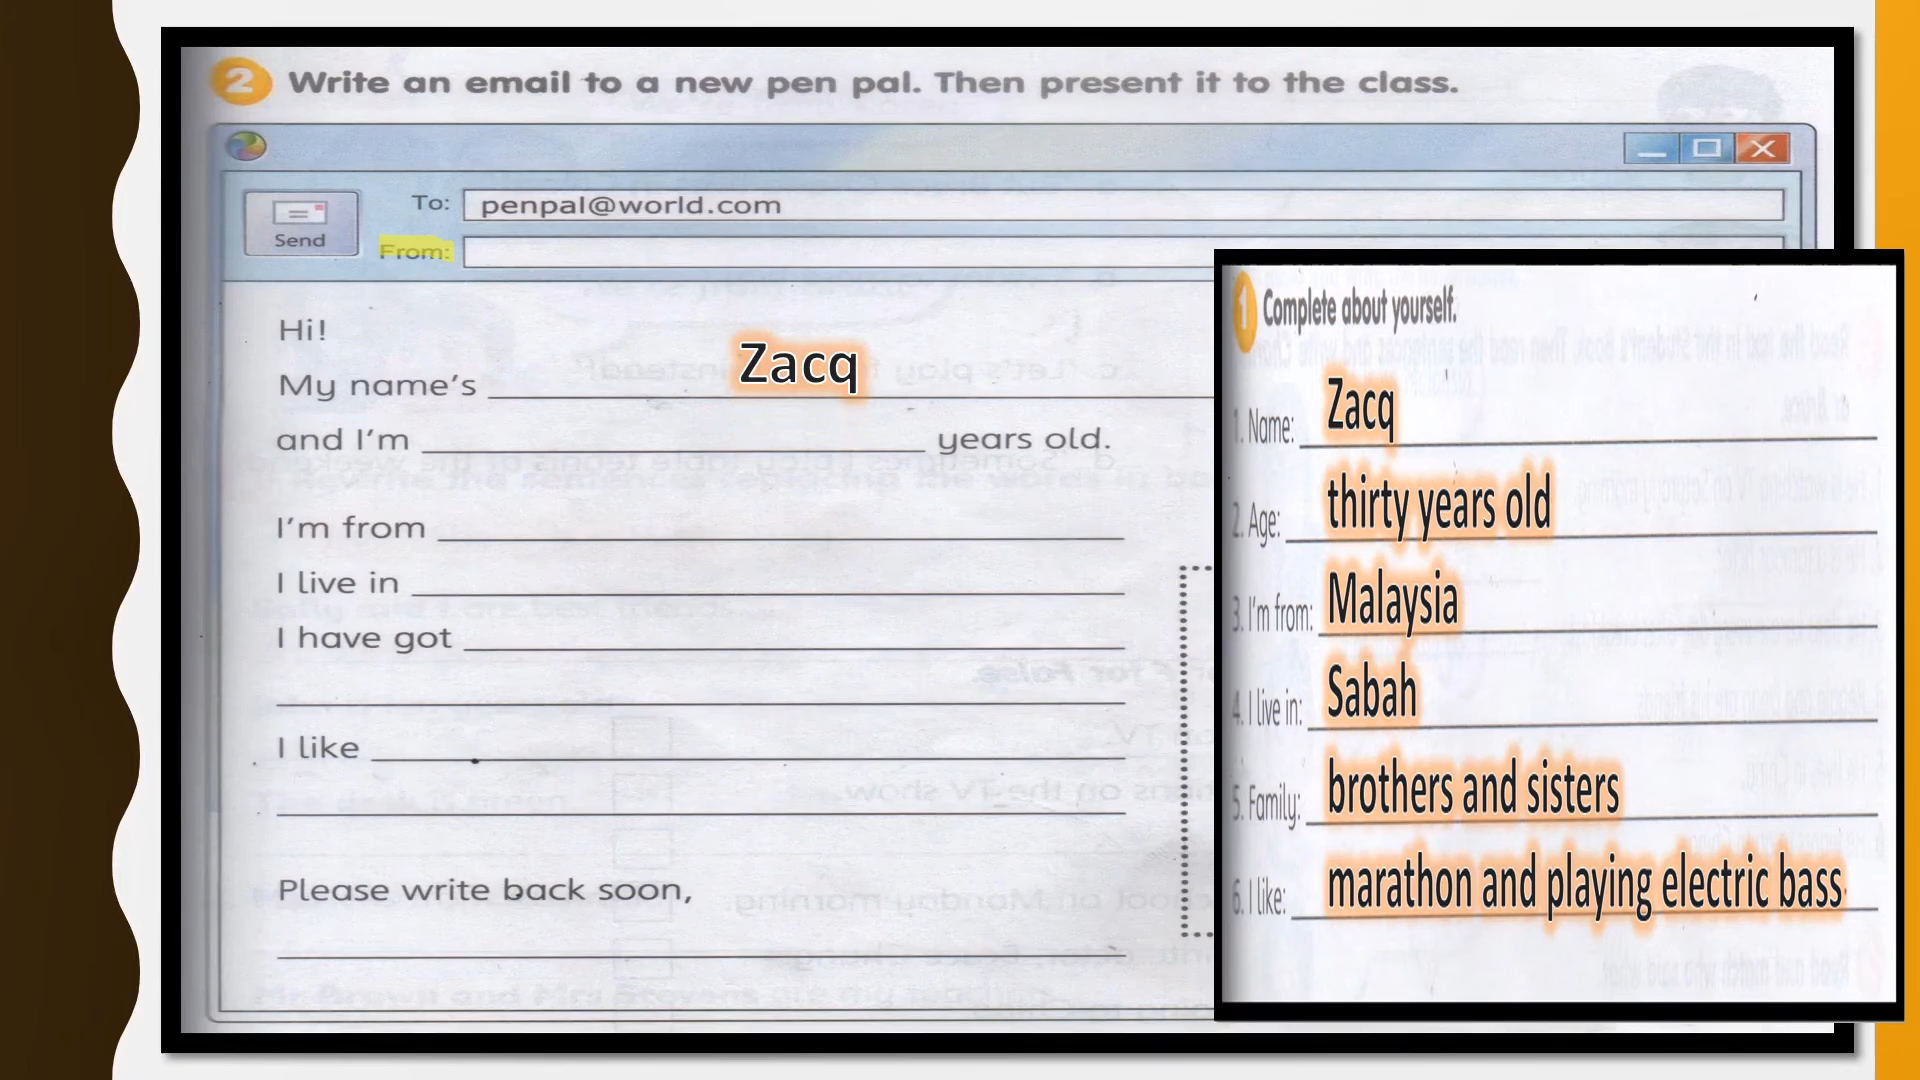 2 Write an email to a new pen pal. Then present it to the class.
To: penpal@world.com
Send
From:
Hi!
My name's Zacq
and I'm years old.
I'm from
I live in
I have got
I like
Please write back soon,
1 Complete about yourself.
1. Name: Zacq
2. Age: thirty years old
3. I'm from: Malaysia
4. I live in: Sabah
5. Family: brothers and sisters
6. I like: marathon and playing electric bass